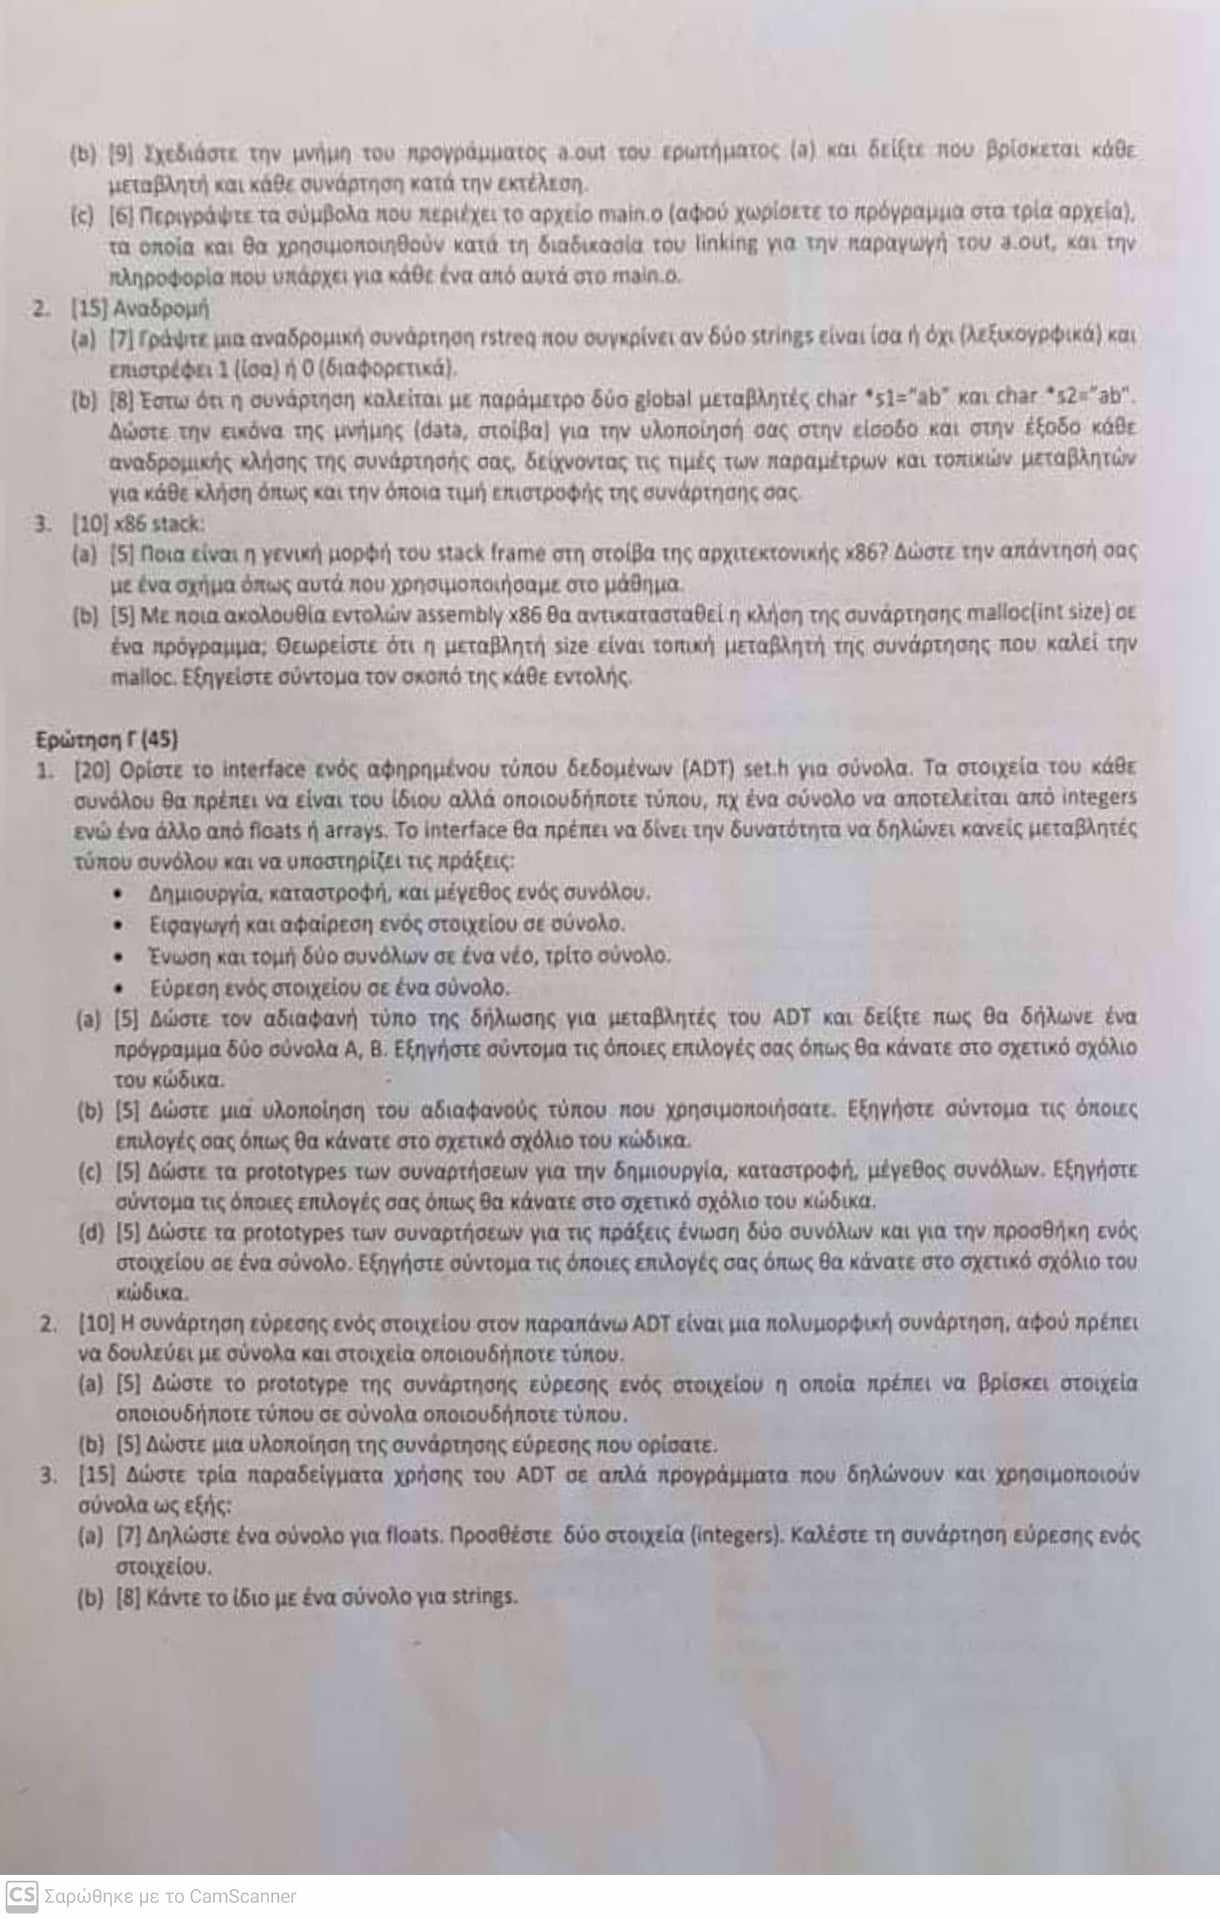 (b) [9] Σχεδιάστε την μνήμη του προγράμματος a.out του ερωτήματος (a) και δείξτε που βρίσκεται κάθε
μεταβλητή και κάθε συνάρτηση κατά την εκτέλεση.
(c) [6] Περιγράψτε τα σύμβολα που περιέχει το αρχείο main.o (αφού χωρίσετε το πρόγραμμα στα τρία αρχεία),
τα οποία και θα χρησιμοποιηθούν κατά τη διαδικασία του linking για την παραγωγή του a.out, και την
πληροφορία που υπάρχει για κάθε ένα από αυτά στο main.o.
2. [15] Αναδρομή
(a) [7] Γράψτε μια αναδρομική συνάρτηση rstreq που συγκρίνει αν δύο strings είναι ίσα ή όχι (λεξικογρφικά) και
επιστρέφει 1 (ίσα) ή 0 (διαφορετικά).
(b) [8] Έστω ότι η συνάρτηση καλείται με παράμετρο δύο global μεταβλητές char *s1="ab" και char *s2="ab".
Δώστε την εικόνα της μνήμης (data, στοίβα) για την υλοποίησή σας στην είσοδο και στην έξοδο κάθε
αναδρομικής κλήσης της συνάρτησής σας, δείχνοντας τις τιμές των παραμέτρων και τοπικών μεταβλητών
για κάθε κλήση όπως και την όποια τιμή επιστροφής της συνάρτησης σας.
3. [10] x86 stack:
(a) [5] Ποια είναι η γενική μορφή του stack frame στη στοίβα της αρχιτεκτονικής x86? Δώστε την απάντησή σας
με ένα σχήμα όπως αυτά που χρησιμοποιήσαμε στο μάθημα.
(b) [5] Με ποια ακολουθία εντολών assembly x86 θα αντικατασταθεί η κλήση της συνάρτησης malloc(int size) σε
ένα πρόγραμμα; Θεωρείστε ότι η μεταβλητή size είναι τοπική μεταβλητή της συνάρτησης που καλεί την
malloc. Εξηγείστε σύντομα τον σκοπό της κάθε εντολής.
Ερώτηση Γ (45)
1. [20] Ορίστε το interface ενός αφηρημένου τύπου δεδομένων (ADT) set.h για σύνολα. Τα στοιχεία του κάθε
συνόλου θα πρέπει να είναι του ίδιου αλλά οποιουδήποτε τύπου, πχ ένα σύνολο να αποτελείται από integers
ενώ ένα άλλο από floats ή arrays. Το interface θα πρέπει να δίνει την δυνατότητα να δηλώνει κανείς μεταβλητές
τύπου συνόλου και να υποστηρίζει τις πράξεις:
• Δημιουργία, καταστροφή, και μέγεθος ενός συνόλου.
• Εισαγωγή και αφαίρεση ενός στοιχείου σε σύνολο.
• Ένωση και τομή δύο συνόλων σε ένα νέο, τρίτο σύνολο.
• Εύρεση ενός στοιχείου σε ένα σύνολο.
(a) [5] Δώστε τον αδιαφανή τύπο της δήλωσης για μεταβλητές του ADT και δείξτε πως θα δήλωνε ένα
πρόγραμμα δύο σύνολα A, B. Εξηγήστε σύντομα τις όποιες επιλογές σας όπως θα κάνατε στο σχετικό σχόλιο
του κώδικα.
(b) [5] Δώστε μια υλοποίηση του αδιαφανούς τύπου που χρησιμοποιήσατε. Εξηγήστε σύντομα τις όποιες
επιλογές σας όπως θα κάνατε στο σχετικό σχόλιο του κώδικα.
(c) [5] Δώστε τα prototypes των συναρτήσεων για την δημιουργία, καταστροφή, μέγεθος συνόλων. Εξηγήστε
σύντομα τις όποιες επιλογές σας όπως θα κάνατε στο σχετικό σχόλιο του κώδικα.
(d) [5] Δώστε τα prototypes των συναρτήσεων για τις πράξεις ένωση δύο συνόλων και για την προσθήκη ενός
στοιχείου σε ένα σύνολο. Εξηγήστε σύντομα τις όποιες επιλογές σας όπως θα κάνατε στο σχετικό σχόλιο του
κώδικα.
2. [10] Η συνάρτηση εύρεσης ενός στοιχείου στον παραπάνω ADT είναι μια πολυμορφική συνάρτηση, αφού πρέπει
να δουλεύει με σύνολα και στοιχεία οποιουδήποτε τύπου.
(a) [5] Δώστε το prototype της συνάρτησης εύρεσης ενός στοιχείου η οποία πρέπει να βρίσκει στοιχεία
οποιουδήποτε τύπου σε σύνολα οποιουδήποτε τύπου.
(b) [5] Δώστε μια υλοποίηση της συνάρτησης εύρεσης που ορίσατε.
3. [15] Δώστε τρία παραδείγματα χρήσης του ADT σε απλά προγράμματα που δηλώνουν και χρησιμοποιούν
σύνολα ως εξής:
(a) [7] Δηλώστε ένα σύνολο για floats. Προσθέστε δύο στοιχεία (integers). Καλέστε τη συνάρτηση εύρεσης ενός
στοιχείου.
(b) [8] Κάντε το ίδιο με ένα σύνολο για strings.
CS Σαρώθηκε με το CamScanner